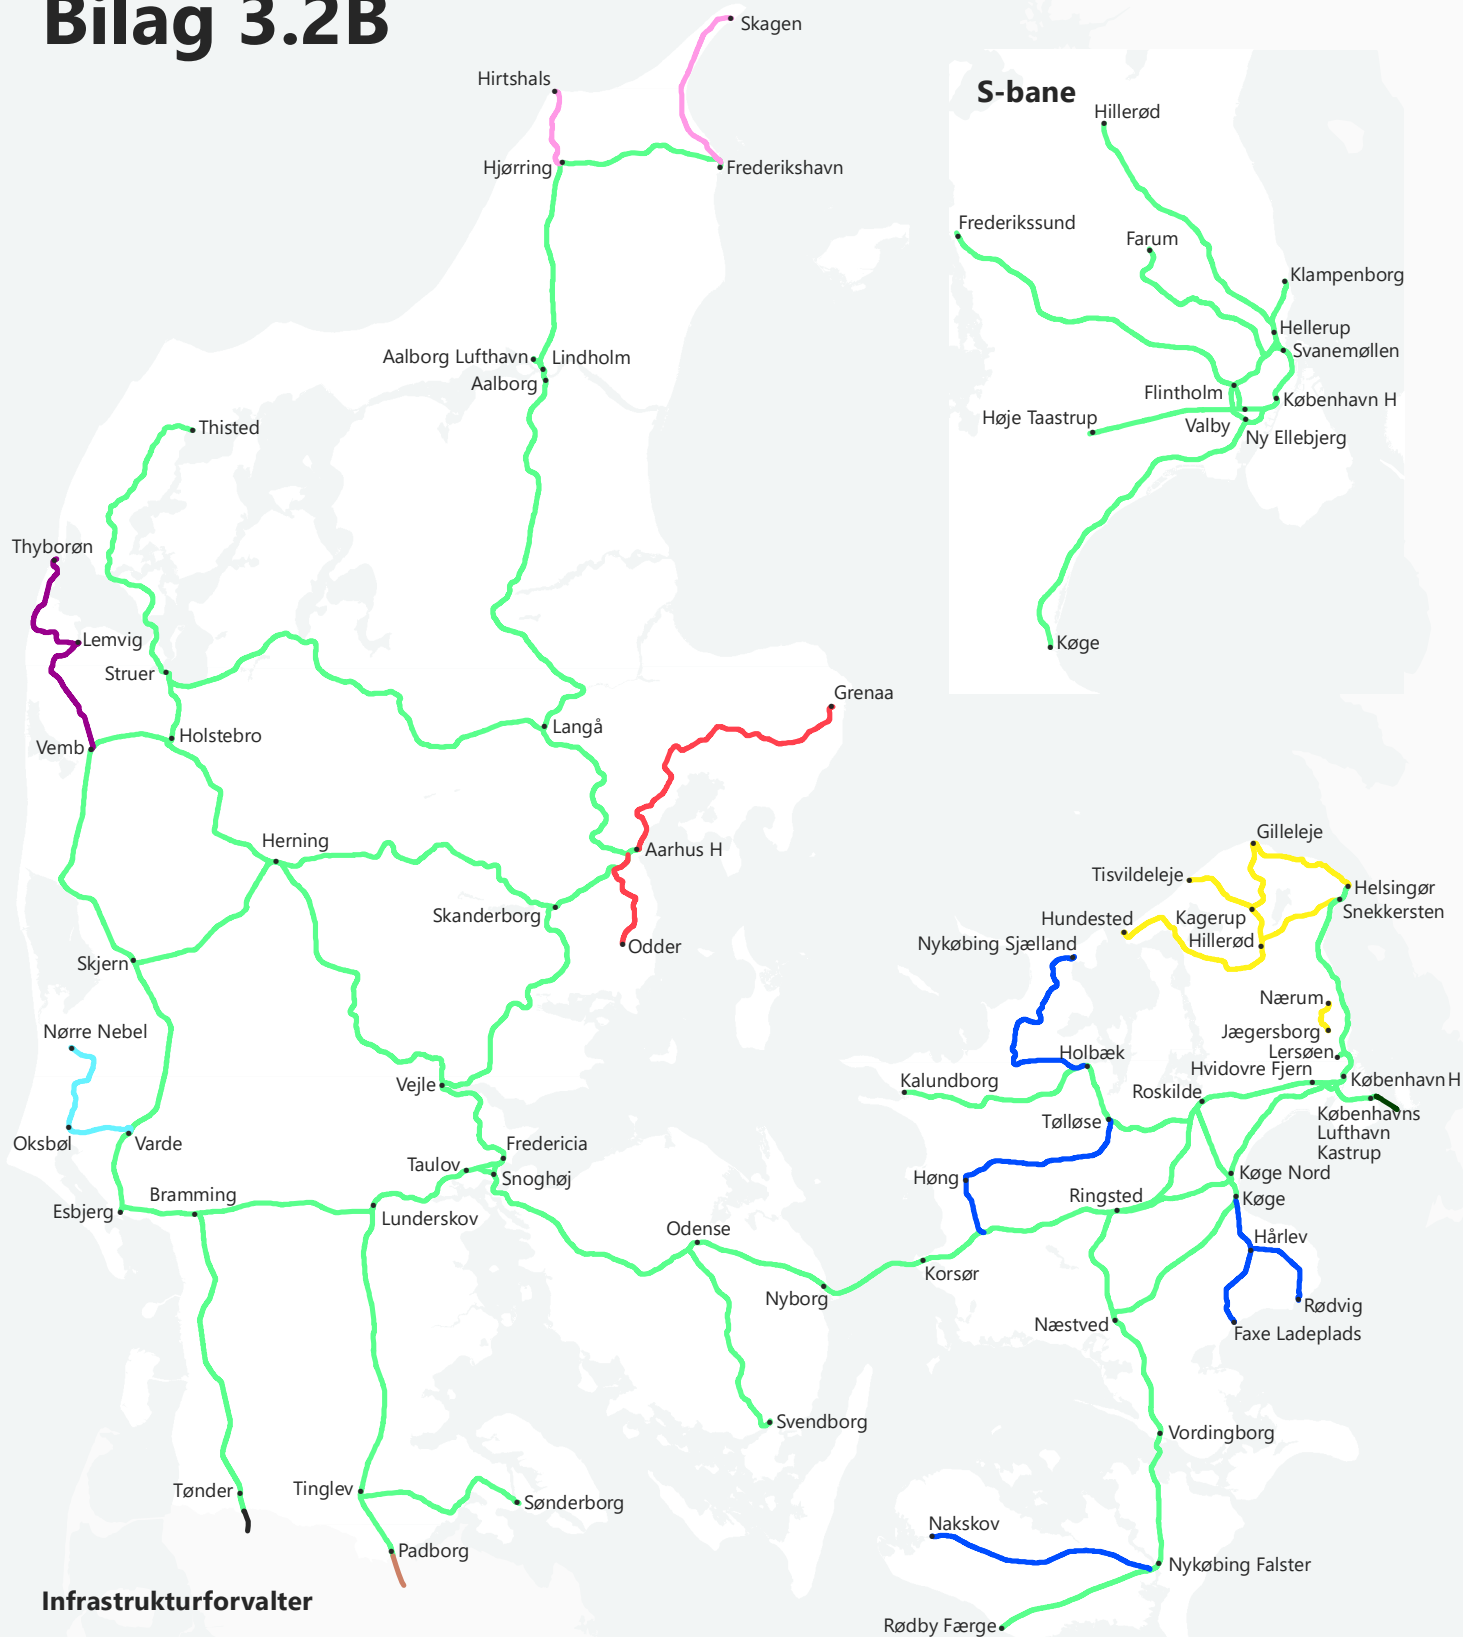 Bilag 3.2B
Skagen
Hirtshals
Hjørring
Frederikshavn
Aalborg Lufthavn
Lindholm
Aalborg
Thisted
Thyborøn
Lemvig
Struer
Vemb
Holstebro
Langå
Grenaa
Herning
Aarhus H
Skanderborg
Odder
Skjern
Nørre Nebel
Vejle
Oksbøl
Varde
Fredericia
Taulov
Snoghøj
Bramming
Esbjerg
Lunderskov
Odense
Nyborg
Korsør
Svendborg
Tønder
Tinglev
Sønderborg
Padborg
Infrastrukturforvalter
S-bane
Hillerød
Frederikssund
Farum
Klampenborg
Hellerup
Svanemøllen
Flintholm
København H
Høje Taastrup
Valby
Ny Ellebjerg
Køge
Gilleleje
Tisvildeleje
Helsingør
Snekkersten
Hundested
Kagerup
Hillerød
Nykøbing Sjælland
Nærum
Jægersborg
Lersøen
Holbæk
Hvidovre Fjern
København H
Kalundborg
Roskilde
Københavns
Lufthavn
Kastrup
Tølløse
Høng
Køge Nord
Ringsted
Køge
Hårlev
Rødvig
Næstved
Faxe Ladeplads
Vordingborg
Nakskov
Nykøbing Falster
Rødby Færge